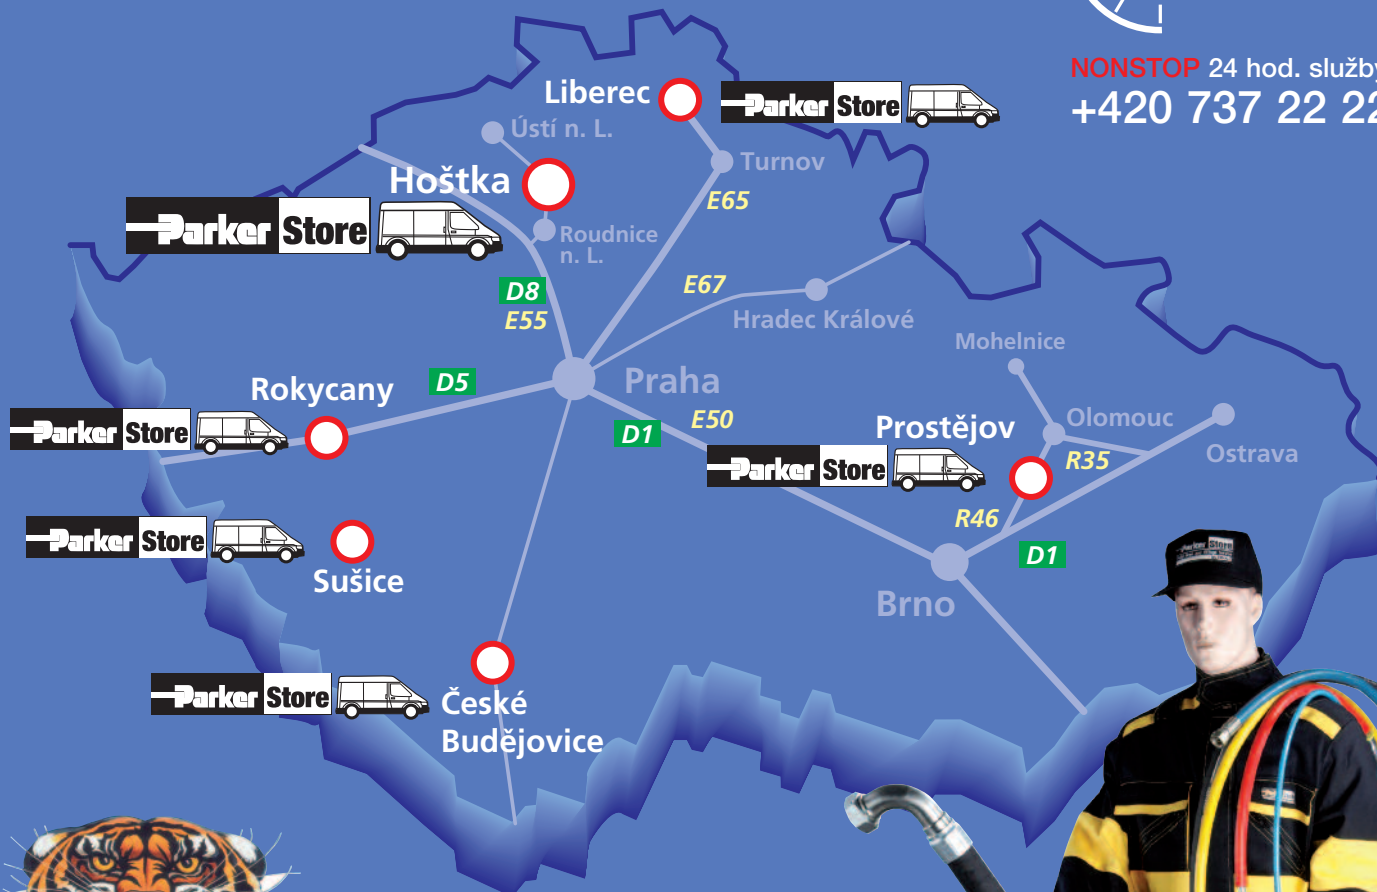 NONSTOP 24 hod. služby
+420 737 22 22
Liberec
Parker Store
Ústí n. L.
Turnov
Hoštka
E65
Parker Store
Roudnice
n. L.
D8
E55
E67
Hradec Králové
Mohelnice
Praha
D5
Rokycany
Parker Store
E50
D1
Prostějov
Olomouc
Parker Store
R35
Ostrava
R46
D1
Parker Store
Sušice
Brno
Parker Store
České
Budějovice
Parker Store